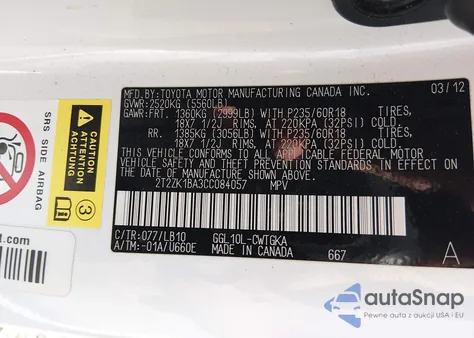 MFD.BY:TOYOTA MOTOR MANUFACTURING CANADA INC. 03/12
GVWR:2520KG (5560LB)
GAWR:FRT. 1360KG (2999LB) WITH P235/60R18 TIRES,
18X7 1/2J RIMS, AT 220KPA (32PSI) COLD.
RR. 1385KG (3056LB) WITH P235/60R18 TIRES,
18X7 1/2J RIMS, AT 220KPA (32PSI) COLD.
THIS VEHICLE CONFORMS TO ALL APPLICABLE FEDERAL MOTOR
VEHICLE SAFETY AND THEFT PREVENTION STANDARDS IN EFFECT ON
THE DATE OF MANUFACTURE SHOWN ABOVE.
2T2ZK1BA3CC084057 MPV
C/TR:077/LB10 GGL10L-CWTGKA
A/TM:-01A/U660E MADE IN CANADA 667 A
SRS SIDE AIRBAG
ATTENTION
ACHTUNG
3
autoSnap
Pewne auta z aukcji USA i EU